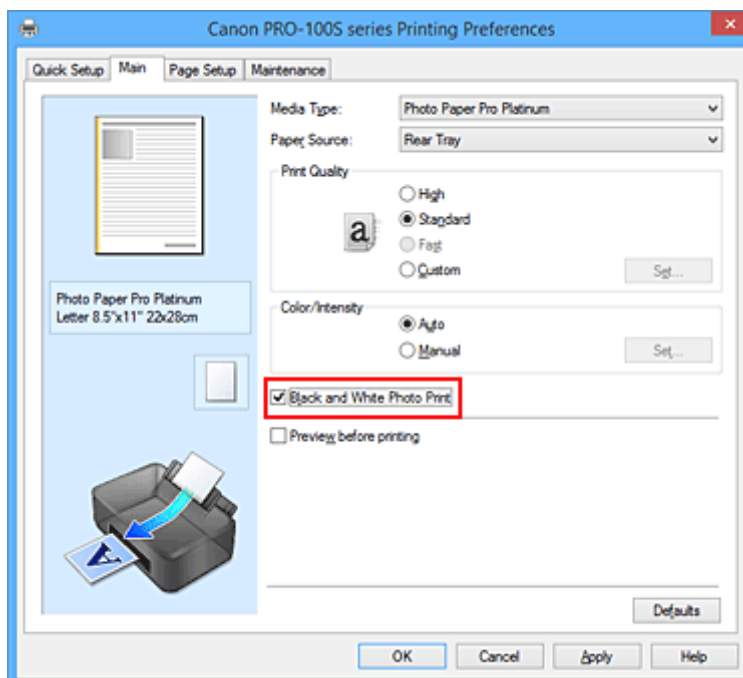 Canon PRO-100S series Printing Preferences
Quick Setup Main Page Setup Maintenance
Media Type: Photo Paper Pro Platinum
Paper Source: Rear Tray
Print Quality
High
a Standard
Fast
Custom Set...
Photo Paper Pro Platinum
Letter 8.5"x11" 22x28cm
Color/Intensity
Auto
Manual Set...
Black and White Photo Print
Preview before printing
A
Defaults
OK Cancel Apply Help